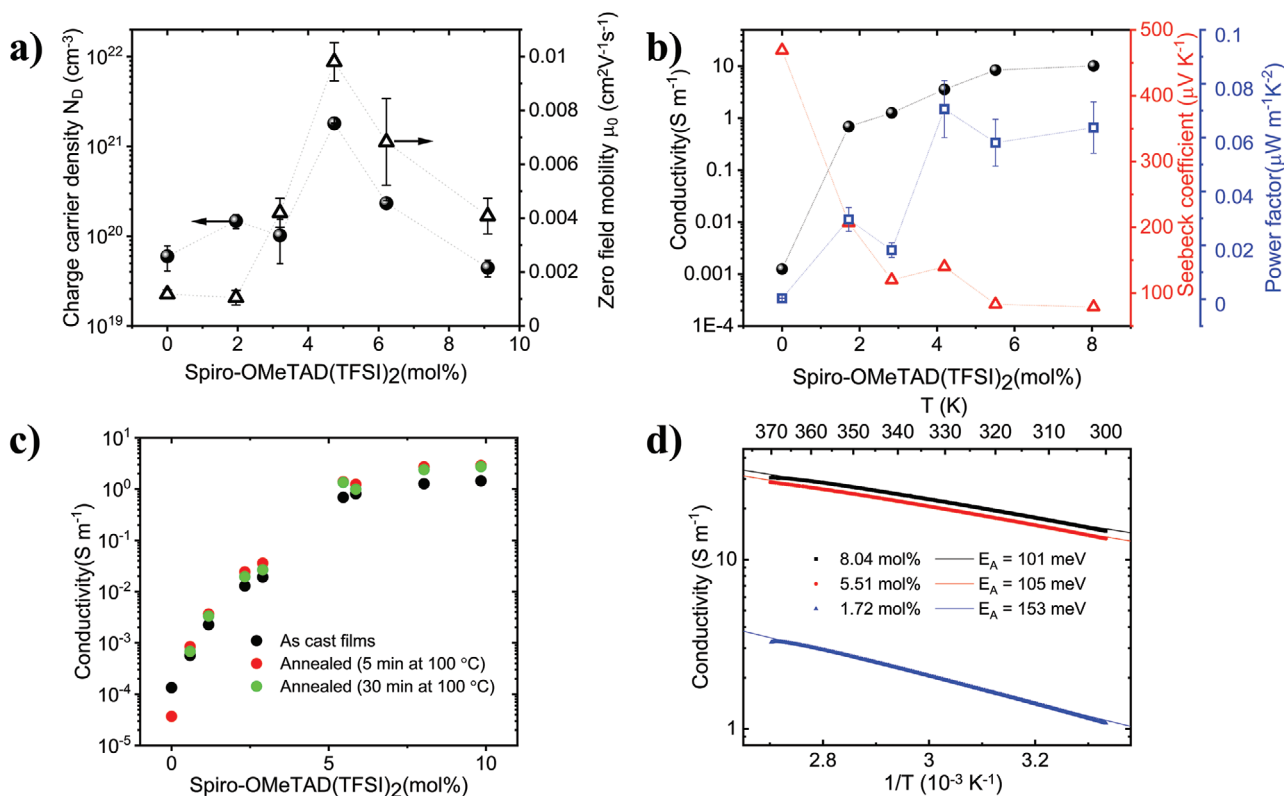 a)
Charge carrier density N_D (cm⁻³)
10²²
10²¹
10²⁰
10¹⁹
0 2 4 6 8 10
Spiro-OMeTAD(TFSI)₂(mol%)
0.01
0.008
0.006
0.004
0.002
0
Zero field mobility μ₀ (cm²V⁻¹s⁻¹)
b)
Conductivity(S m⁻¹)
10
1
0.1
0.01
0.001
1E−4
0 2 4 6 8
Spiro-OMeTAD(TFSI)₂(mol%)
500
400
300
200
100
Seebeck coefficient (μV K⁻¹)
0.1
0.08
0.06
0.04
0.02
0
Power factor(μW m⁻¹K⁻²)
c)
Conductivity(S m⁻¹)
10¹
10⁰
10⁻¹
10⁻²
10⁻³
10⁻⁴
10⁻⁵
As cast films
Annealed (5 min at 100 °C)
Annealed (30 min at 100 °C)
0 5 10
Spiro-OMeTAD(TFSI)₂(mol%)
d)
T (K)
370 360 350 340 330 320 310 300
Conductivity (S m⁻¹)
10
1
8.04 mol% E_A = 101 meV
5.51 mol% E_A = 105 meV
1.72 mol% E_A = 153 meV
2.8 3 3.2
1/T (10⁻³ K⁻¹)